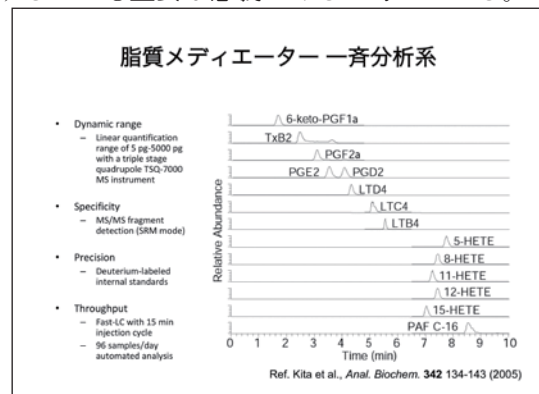 脂質メディエーター 一斉分析系
• Dynamic range
– Linear quantification
range of 5 pg-5000 pg
with a triple stage
quadrupole TSQ-7000
MS instrument
• Specificity
– MS/MS fragment
detection (SRM mode)
• Precision
– Deuterium-labeled
internal standards
• Throughput
– Fast-LC with 15 min
injection cycle
– 96 samples/day
automated analysis
Relative Abundance
6-keto-PGF1a
TxB2
PGF2a
PGE2 PGD2
LTD4
LTC4
LTB4
5-HETE
8-HETE
11-HETE
12-HETE
15-HETE
PAF C-16
0 1 2 3 4 5 6 7 8 9 10
Time (min)
Ref. Kita et al., Anal. Biochem. 342 134-143 (2005)